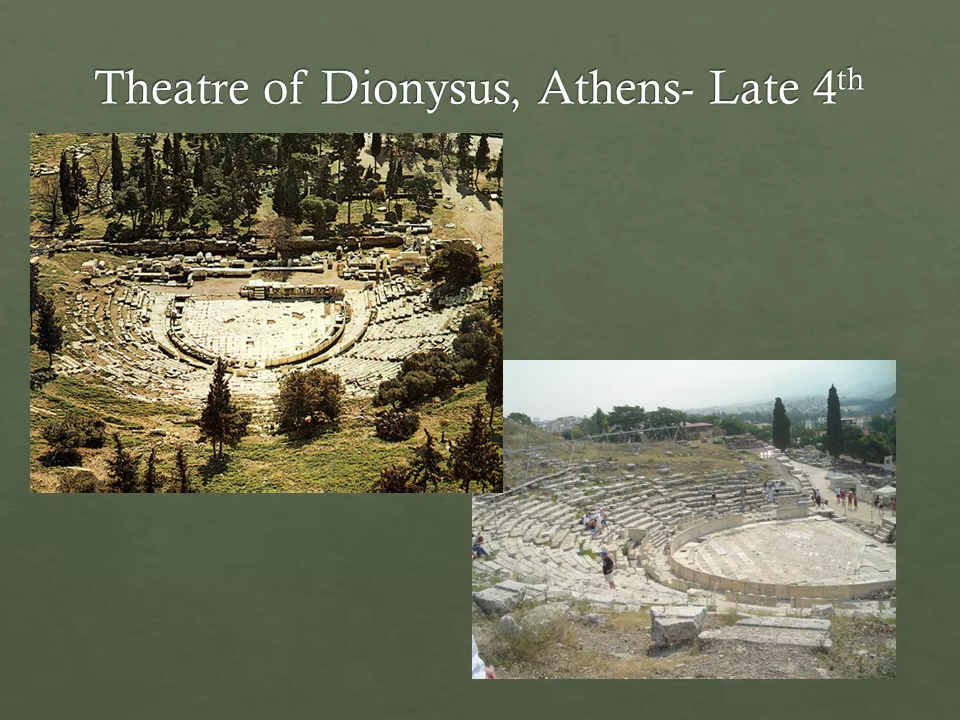 Theatre of Dionysus, Athens- Late 4th